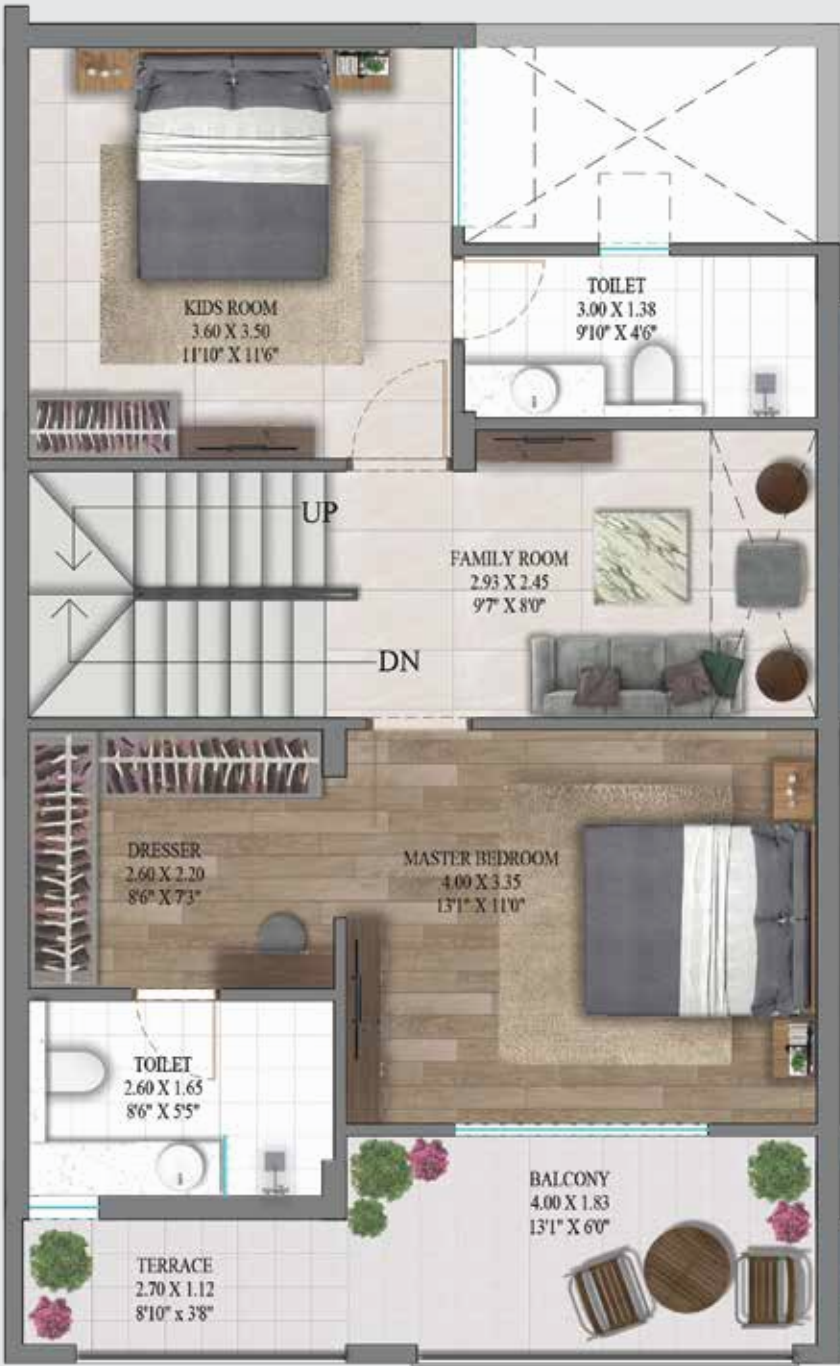 KIDS ROOM
3.60 X 3.50
11'10" X 11'6"
TOILET
3.00 X 1.38
9'10" X 4'6"
UP
FAMILY ROOM
2.93 X 2.45
9'7" X 8'0"
DN
DRESSER
2.60 X 2.20
8'6" X 7'3"
MASTER BEDROOM
4.00 X 3.35
13'1" X 11'0"
TOILET
2.60 X 1.65
8'6" X 5'5"
BALCONY
4.00 X 1.83
13'1" X 6'0"
TERRACE
2.70 X 1.12
8'10" x 3'8"